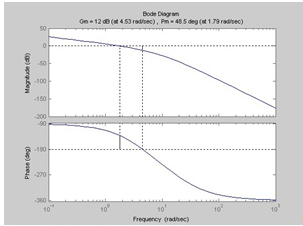 Bode Diagram
Gm = 12 dB (at 4.53 rad/sec) , Pm = 48.5 deg (at 1.79 rad/sec)
Magnitude (dB)
50
0
-50
-100
-150
-200
Phase (deg)
-90
-180
-270
-360
Frequency (rad/sec)